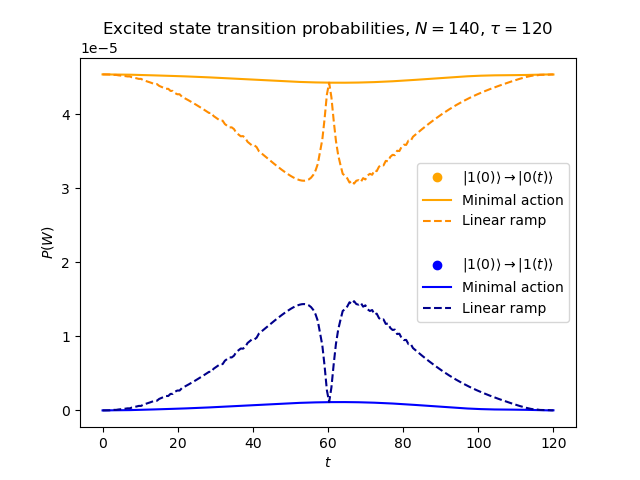 Excited state transition probabilities, N = 140, τ = 120
1e−5
4
3
2
1
0
P(W)
0 20 40 60 80 100 120
t
|1(0)⟩ → |0(t)⟩
Minimal action
Linear ramp
|1(0)⟩ → |1(t)⟩
Minimal action
Linear ramp